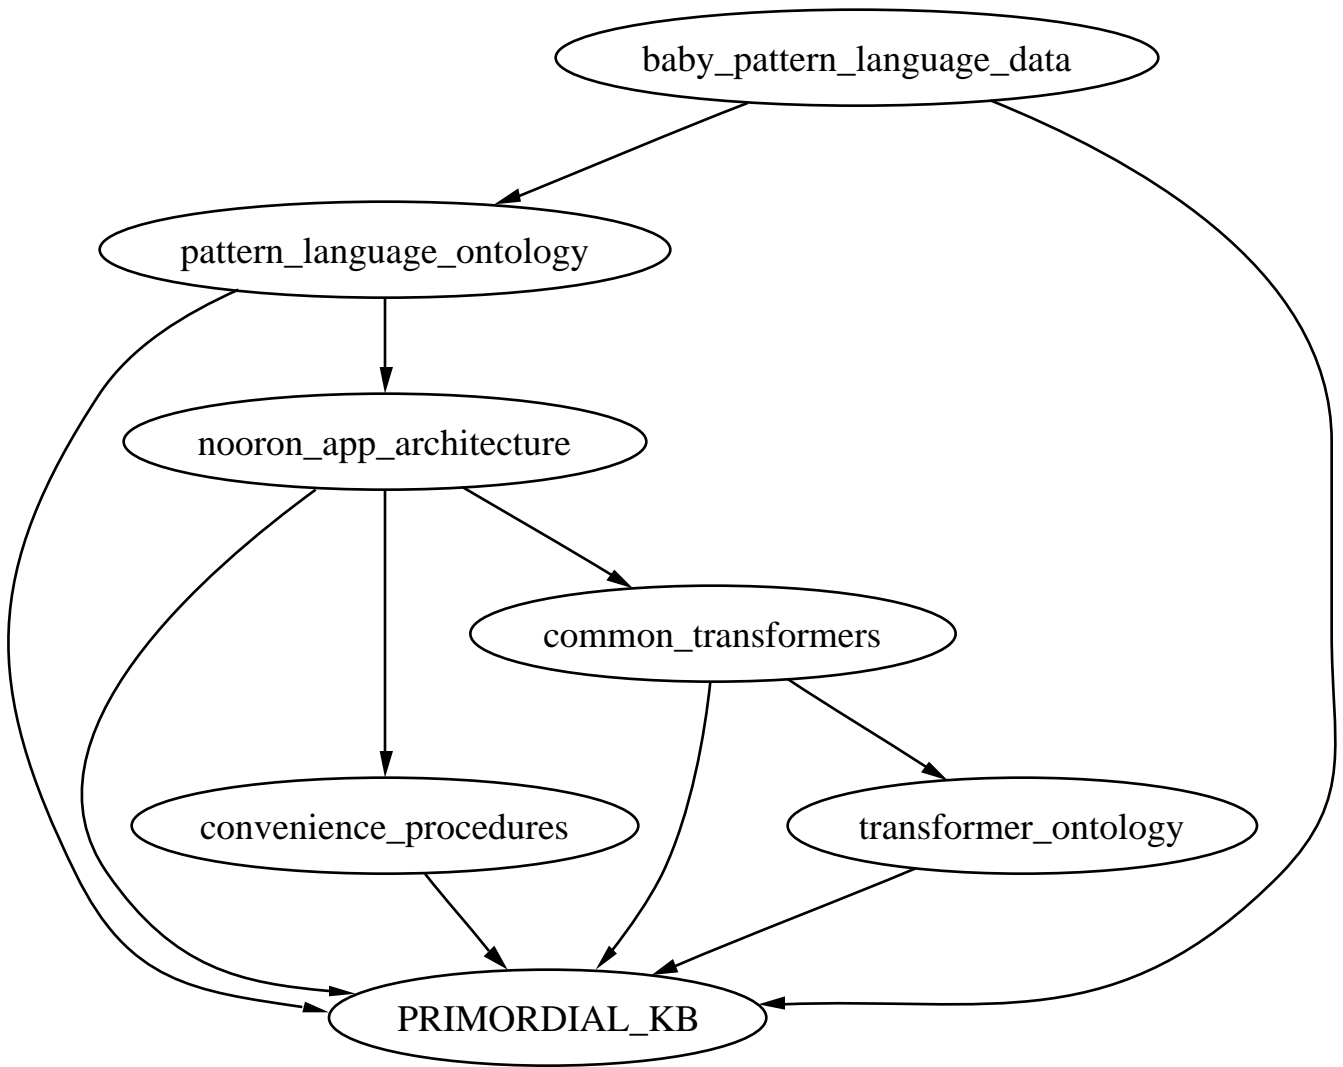 baby_pattern_language_data
pattern_language_ontology
nooron_app_architecture
common_transformers
convenience_procedures
transformer_ontology
PRIMORDIAL_KB